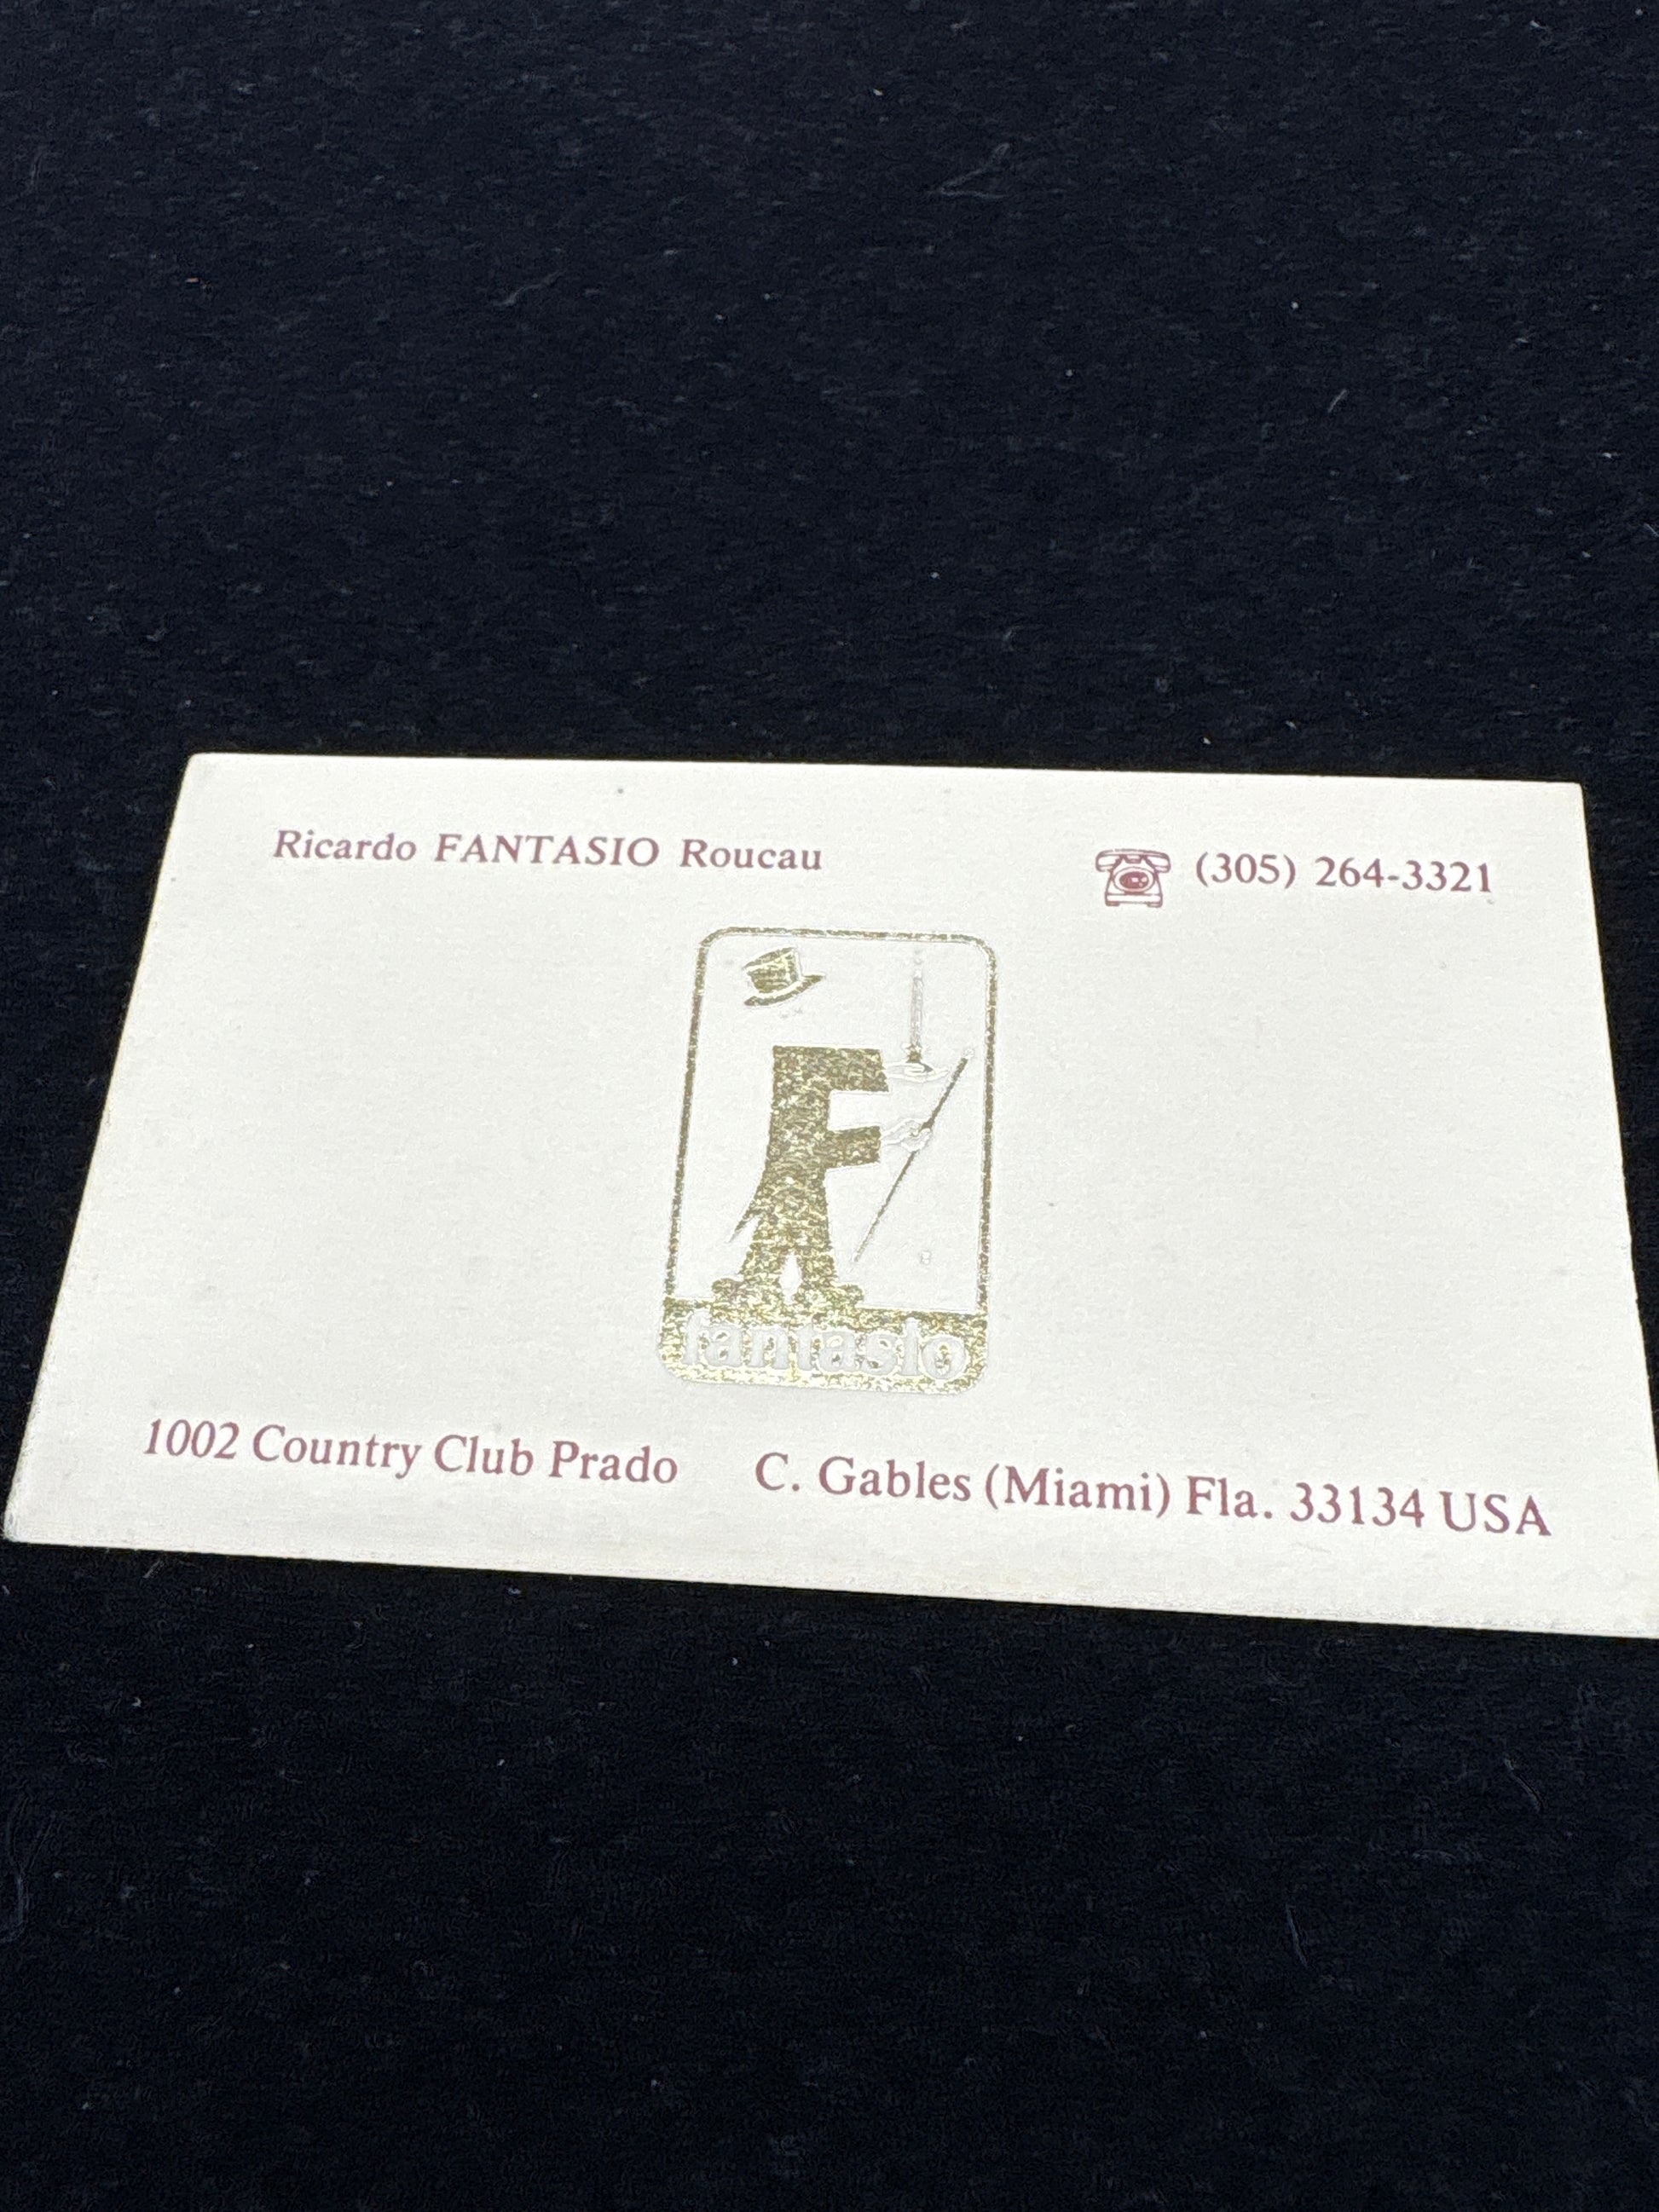 Ricardo FANTASIO Roucau
(305) 264-3321
fantasio
1002 Country Club Prado C. Gables (Miami) Fla. 33134 USA